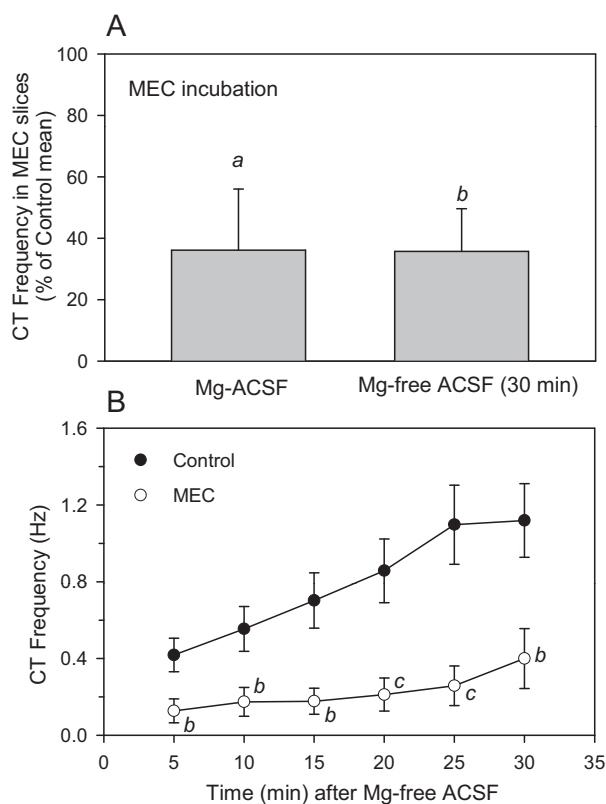 A
CT Frequency in MEC slices
(% of Control mean)
100
80
60
40
20
0
MEC incubation
a
b
Mg-ACSF
Mg-free ACSF (30 min)
B
CT Frequency (Hz)
1.6
1.2
0.8
0.4
0.0
Control
MEC
b
b
b
c
c
b
5
10
15
20
25
30
35
Time (min) after Mg-free ACSF